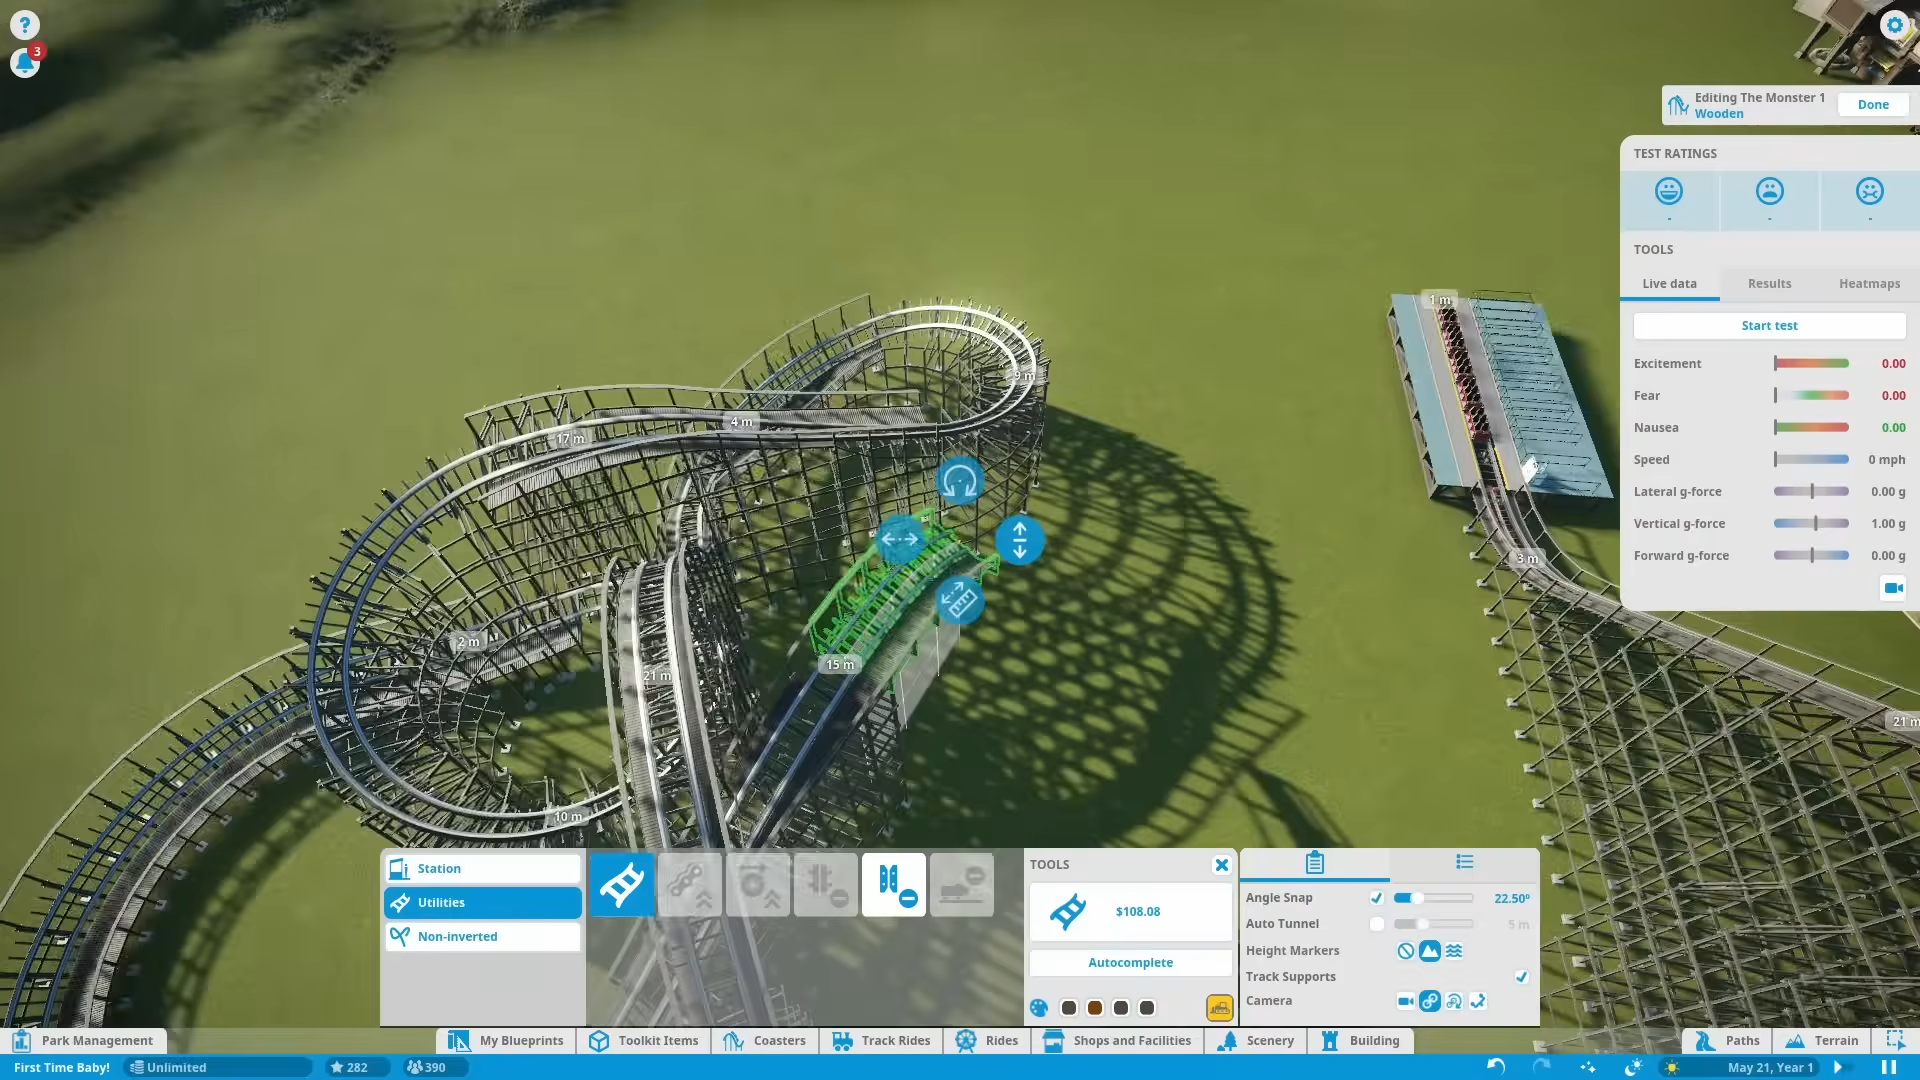 ?
3
Editing The Monster 1
Wooden
Done
TEST RATINGS
- - -
TOOLS
Live data
Results
Heatmaps
Start test
Excitement 0.00
Fear 0.00
Nausea 0.00
Speed 0 mph
Lateral g-force 0.00 g
Vertical g-force 1.00 g
Forward g-force 0.00 g
1 m
9 m
4 m
17 m
3 m
2 m
15 m
21 m
21 m
10 m
Station
Utilities
Non-inverted
TOOLS
$108.08
Autocomplete
Angle Snap 22.50º
Auto Tunnel 5 m
Height Markers
Track Supports
Camera
Park Management
My Blueprints
Toolkit Items
Coasters
Track Rides
Rides
Shops and Facilities
Scenery
Building
Paths
Terrain
First Time Baby!
Unlimited
282
390
May 21, Year 1